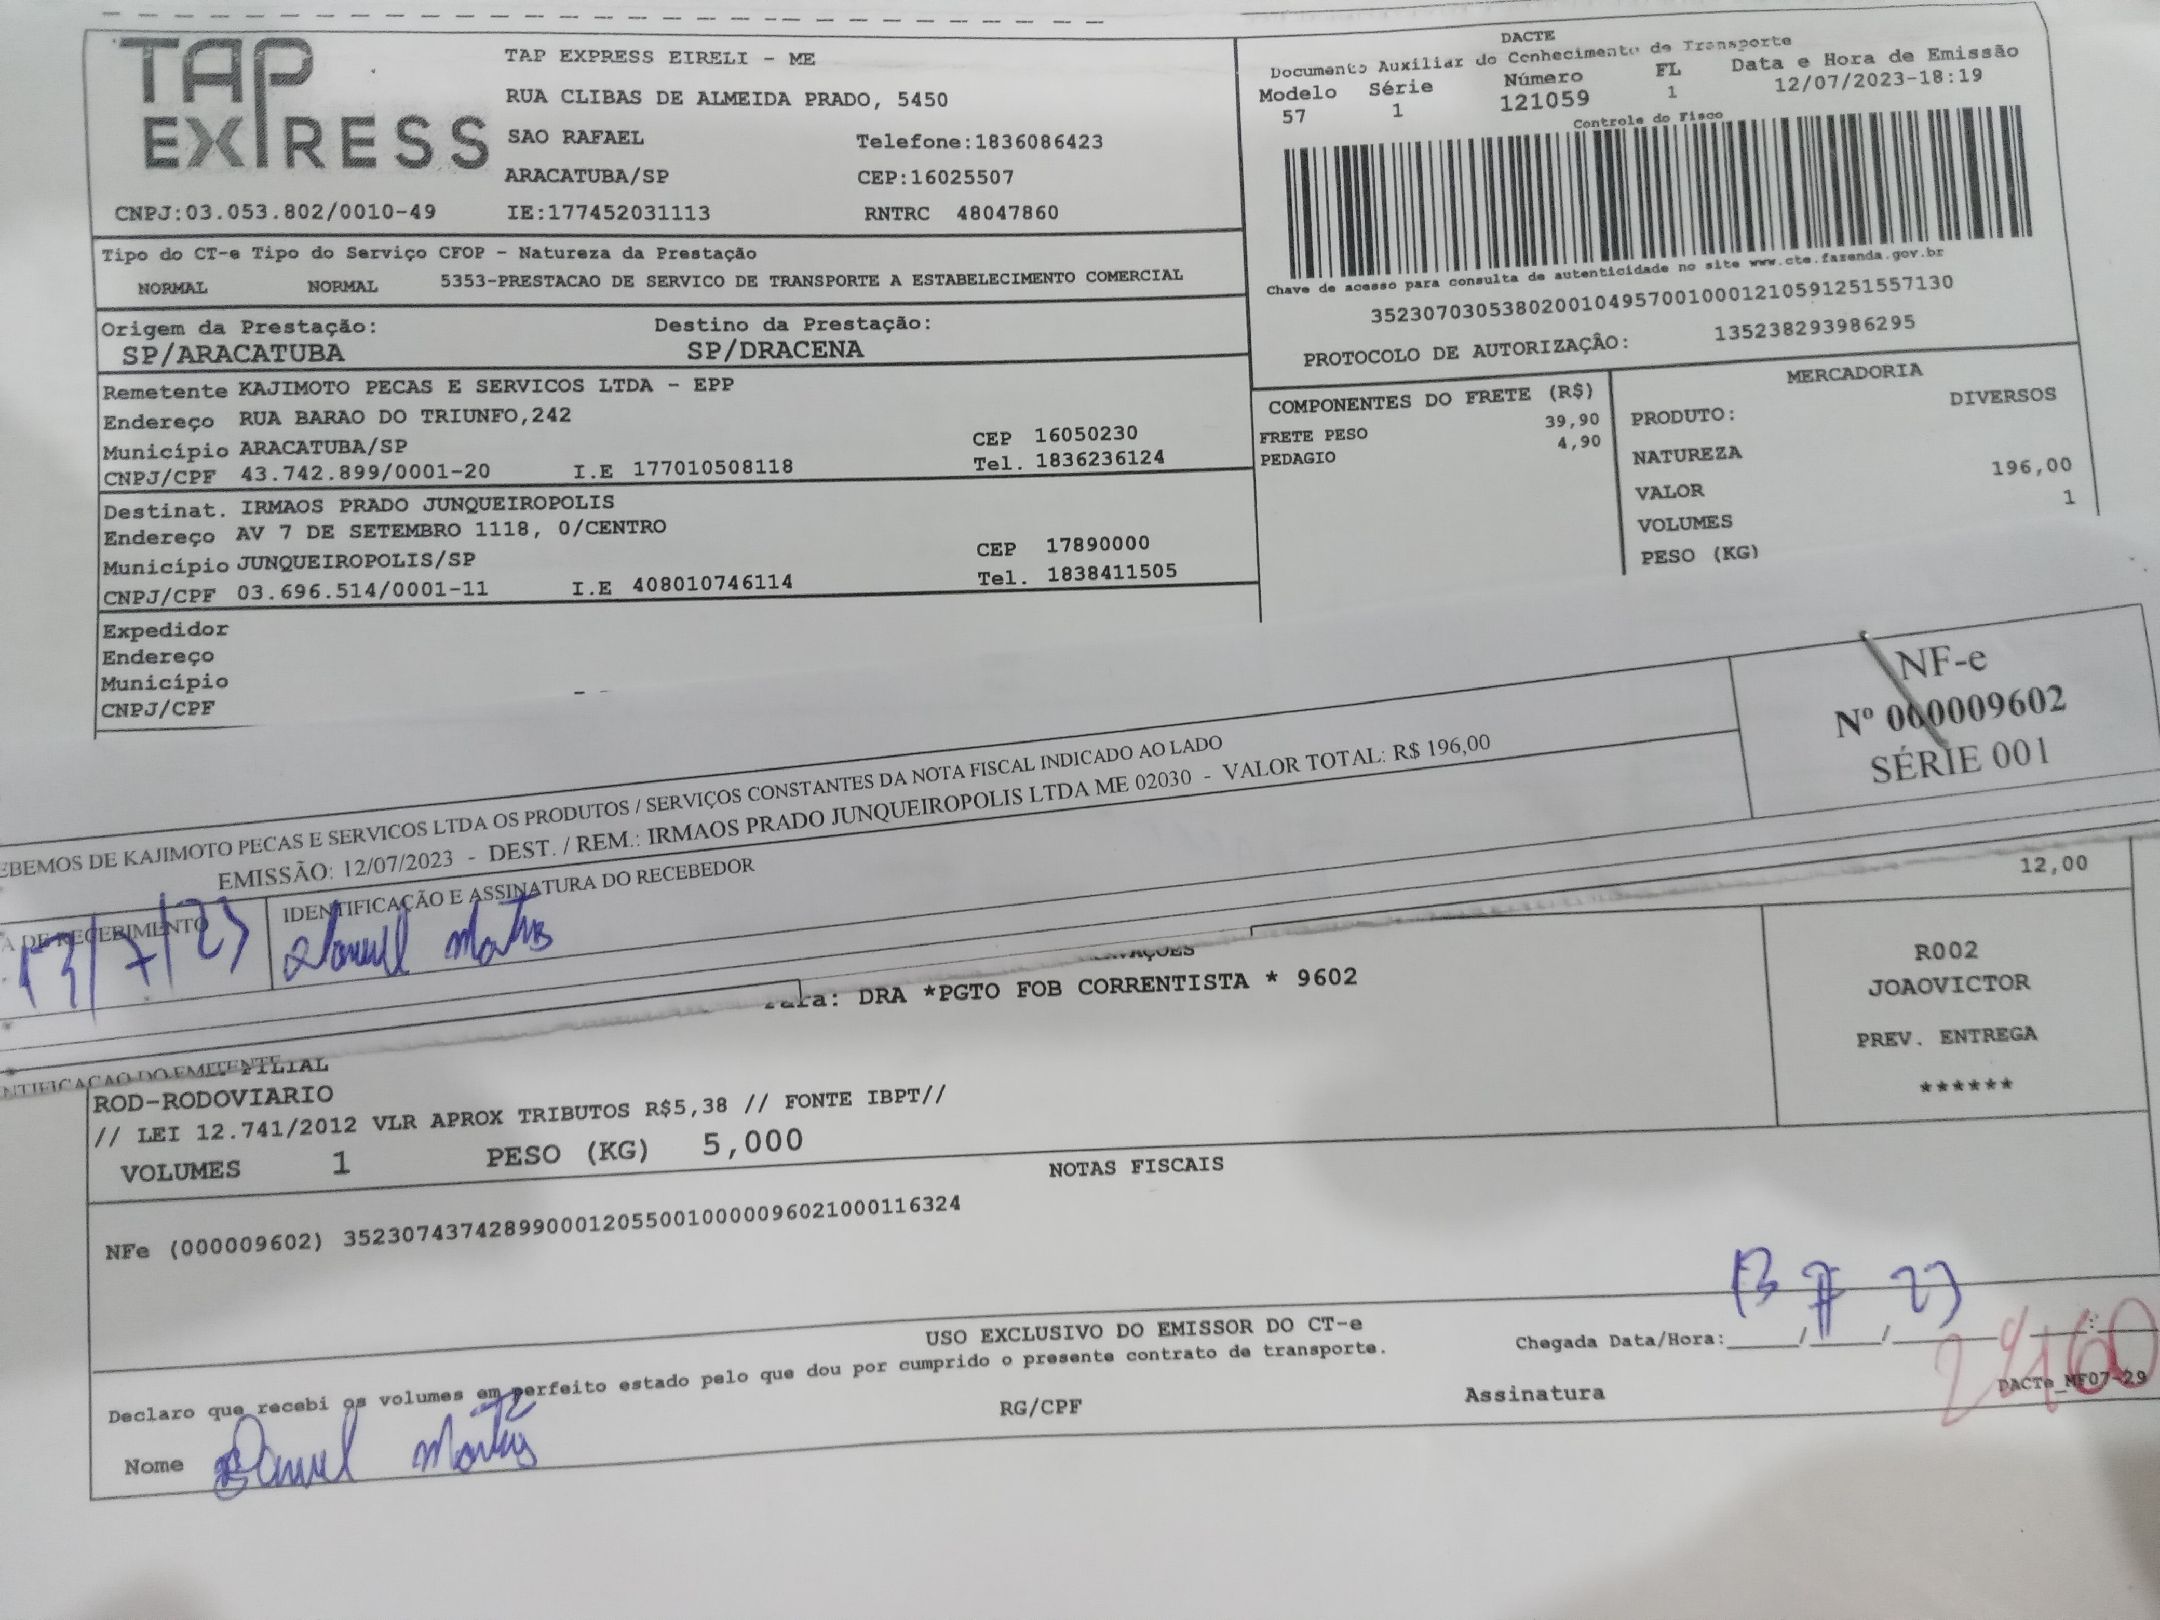 TAP EXPRESS
TAP EXPRESS EIRELI - ME
RUA CLIBAS DE ALMEIDA PRADO, 5450
SAO RAFAEL Telefone:1836086423
ARACATUBA/SP CEP:16025507
CNPJ:03.053.802/0010-49 IE:177452031113 RNTRC 48047860
DACTE
Documento Auxiliar do Conhecimento de Transporte
Modelo Série Número FL Data e Hora de Emissão
57 1 121059 1 12/07/2023-18:19
Controle do Fisco
Chave de acesso para consulta de autenticidade no site www.cte.fazenda.gov.br
35230703053802001049570010001210591251557130
PROTOCOLO DE AUTORIZAÇÃO: 135238293986295
Tipo do CT-e Tipo do Serviço CFOP - Natureza da Prestação
NORMAL NORMAL 5353-PRESTACAO DE SERVICO DE TRANSPORTE A ESTABELECIMENTO COMERCIAL
Origem da Prestação: Destino da Prestação:
SP/ARACATUBA SP/DRACENA
Remetente KAJIMOTO PECAS E SERVICOS LTDA - EPP
Endereço RUA BARAO DO TRIUNFO,242
Município ARACATUBA/SP CEP 16050230
CNPJ/CPF 43.742.899/0001-20 I.E 177010508118 Tel. 1836236124
Destinat. IRMAOS PRADO JUNQUEIROPOLIS
Endereço AV 7 DE SETEMBRO 1118, 0/CENTRO
Município JUNQUEIROPOLIS/SP CEP 17890000
CNPJ/CPF 03.696.514/0001-11 I.E 408010746114 Tel. 1838411505
Expedidor
Endereço
Município
CNPJ/CPF
COMPONENTES DO FRETE (R$)
FRETE PESO 39,90
PEDAGIO 4,90
MERCADORIA
PRODUTO: DIVERSOS
NATUREZA
VALOR 196,00
VOLUMES 1
PESO (KG)
NF-e
Nº 000009602
SÉRIE 001
EBEMOS DE KAJIMOTO PECAS E SERVICOS LTDA OS PRODUTOS / SERVIÇOS CONSTANTES DA NOTA FISCAL INDICADO AO LADO
EMISSÃO: 12/07/2023 - DEST. / REM.: IRMAOS PRADO JUNQUEIROPOLIS LTDA ME 02030 - VALOR TOTAL: R$ 196,00
A DE RECEBIMENTO IDENTIFICAÇÃO E ASSINATURA DO RECEBEDOR
13/7/23
12,00
DRA *PGTO FOB CORRENTISTA * 9602
R002
JOAOVICTOR
PREV. ENTREGA
******
NTIFICAÇÃO DO EMITENTE
FILIAL
ROD-RODOVIARIO
// LEI 12.741/2012 VLR APROX TRIBUTOS R$5,38 // FONTE IBPT//
VOLUMES 1 PESO (KG) 5,000
NOTAS FISCAIS
NFe (000009602) 35230743742899000120550010000096021000116324
USO EXCLUSIVO DO EMISSOR DO CT-e
Declaro que recebi os volumes em perfeito estado pelo que dou por cumprido o presente contrato de transporte.
Chegada Data/Hora: 13/7/23
Nome RG/CPF Assinatura
DACTe_MF07-29